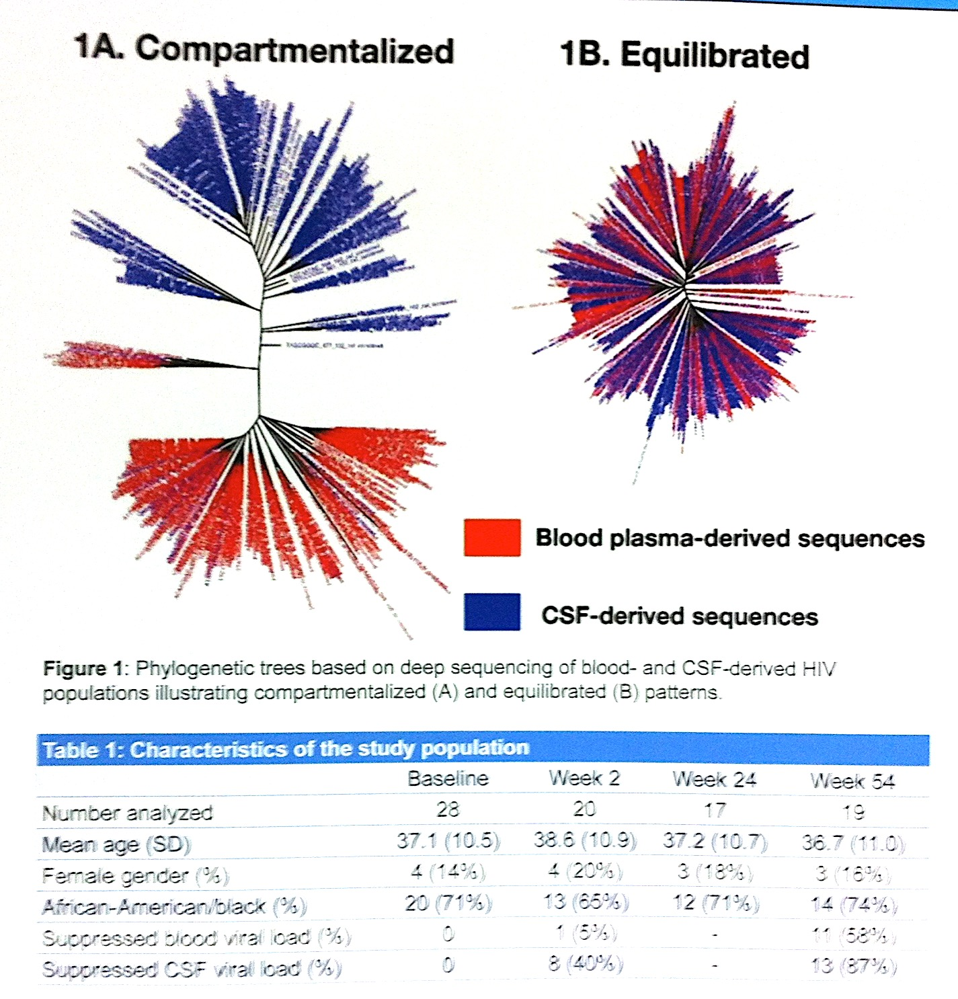 1A. Compartmentalized
1B. Equilibrated
Blood plasma-derived sequences
CSF-derived sequences
Figure 1: Phylogenetic trees based on deep sequencing of blood- and CSF-derived HIV
populations illustrating compartmentalized (A) and equilibrated (B) patterns.
Table 1: Characteristics of the study population
Baseline Week 2 Week 24 Week 54
Number analyzed 28 20 17 19
Mean age (SD) 37.1 (10.5) 38.6 (10.9) 37.2 (10.7) 36.7 (11.0)
Female gender (%) 4 (14%) 4 (20%) 3 (18%) 3 (16%)
African-American/black (%) 20 (71%) 13 (65%) 12 (71%) 14 (74%)
Suppressed blood viral load (%) 0 1 (5%) - 11 (58%)
Suppressed CSF viral load (%) 0 8 (40%) - 13 (87%)